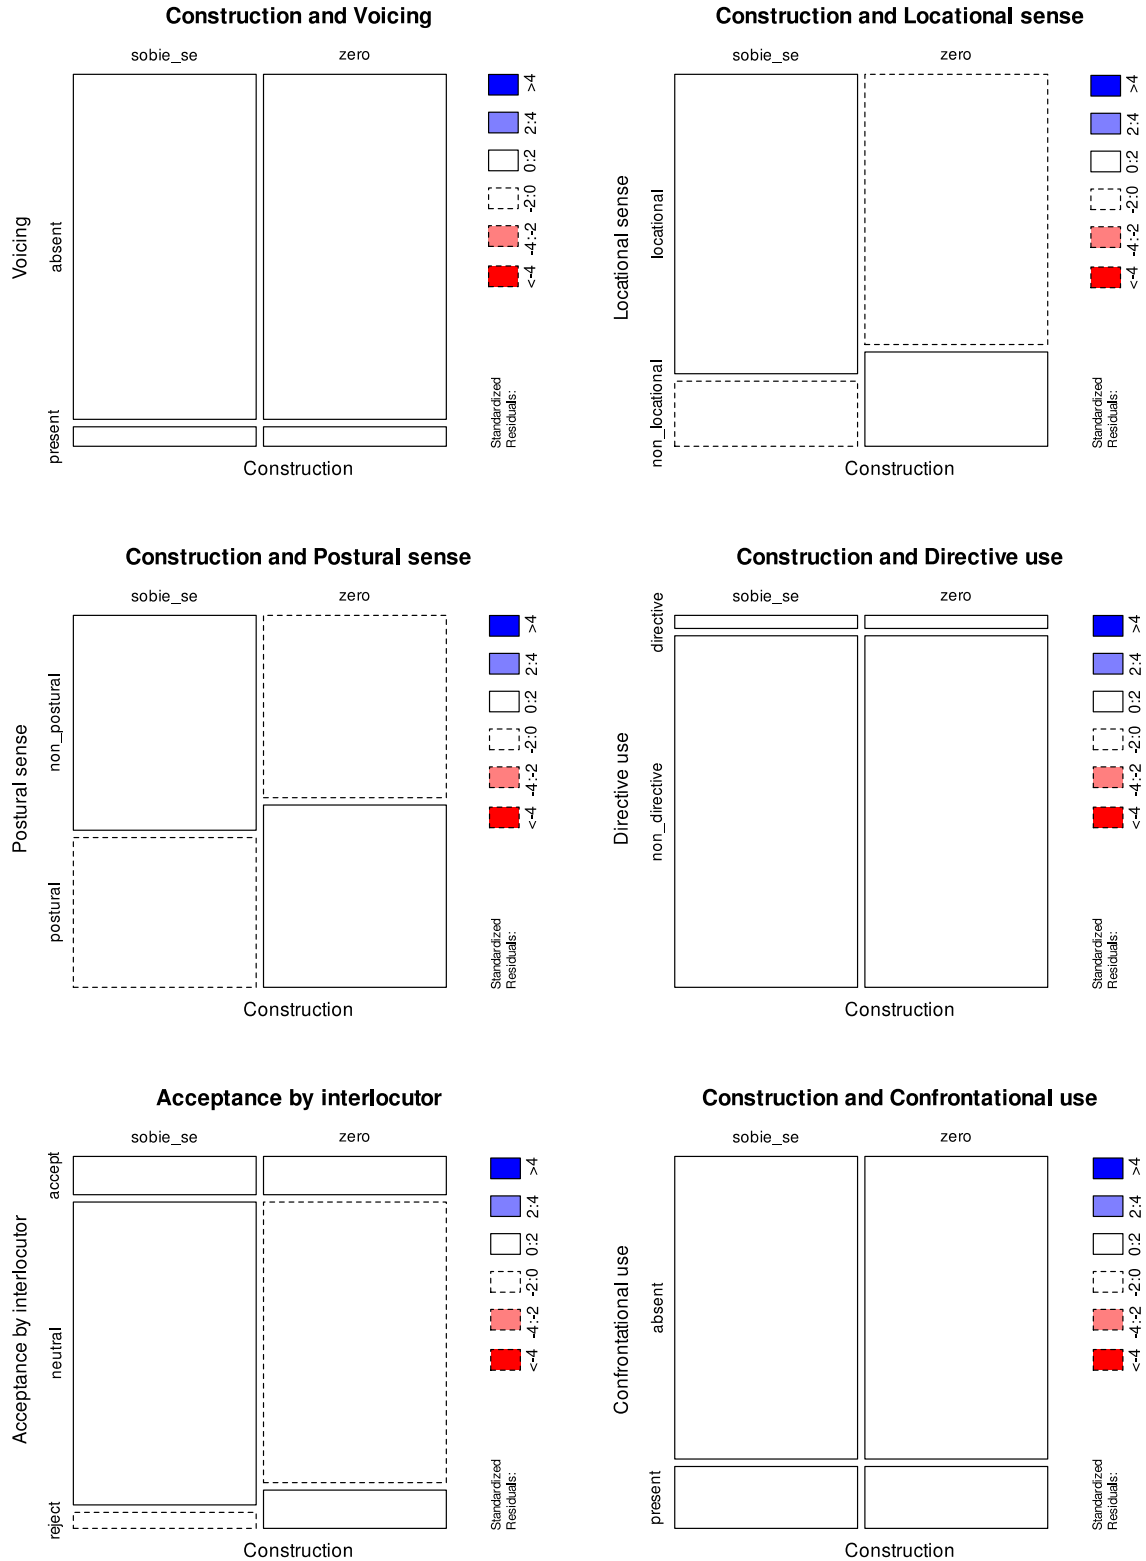 Construction and Voicing
sobie_se zero
Voicing
absent
present
Construction
>4
2:4
0:2
-2:0
-4:-2
<-4
Standardized
Residuals:
Construction and Locational sense
sobie_se zero
Locational sense
locational
non_locational
Construction
>4
2:4
0:2
-2:0
-4:-2
<-4
Standardized
Residuals:
Construction and Postural sense
sobie_se zero
Postural sense
non_postural
postural
Construction
>4
2:4
0:2
-2:0
-4:-2
<-4
Standardized
Residuals:
Construction and Directive use
sobie_se zero
Directive use
directive
non_directive
Construction
>4
2:4
0:2
-2:0
-4:-2
<-4
Standardized
Residuals:
Acceptance by interlocutor
sobie_se zero
Acceptance by interlocutor
accept
neutral
reject
Construction
>4
2:4
0:2
-2:0
-4:-2
<-4
Standardized
Residuals:
Construction and Confrontational use
sobie_se zero
Confrontational use
absent
present
Construction
>4
2:4
0:2
-2:0
-4:-2
<-4
Standardized
Residuals: